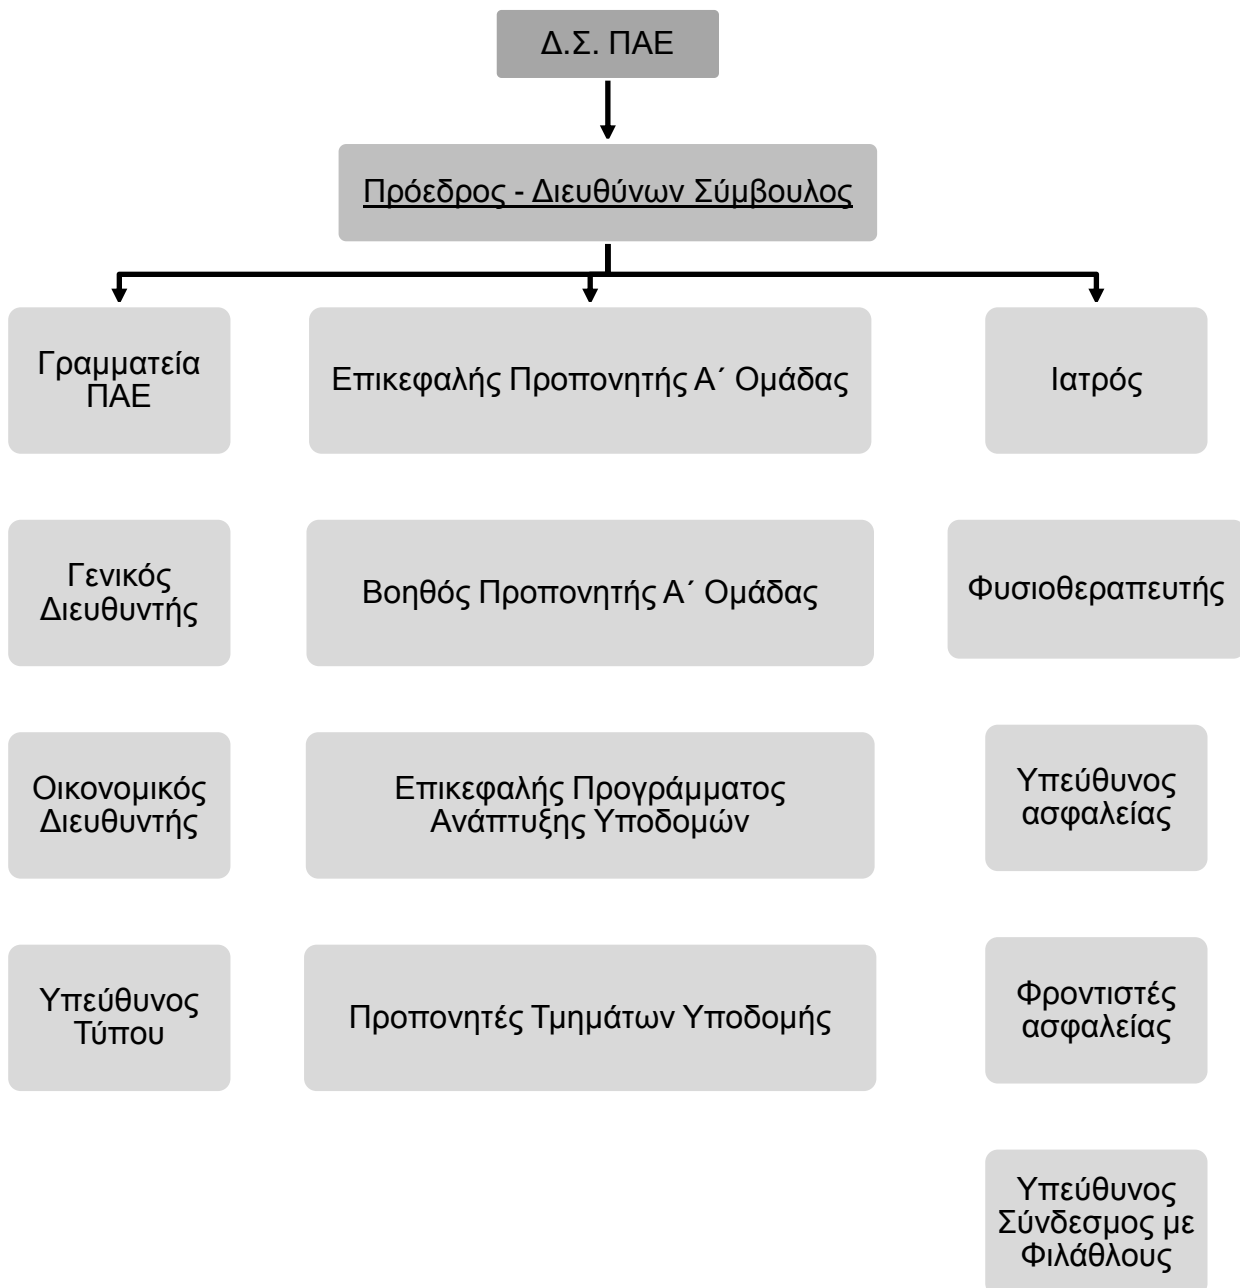 Δ.Σ. ΠΑΕ
Πρόεδρος - Διευθύνων Σύμβουλος
Γραμματεία
ΠΑΕ
Επικεφαλής Προπονητής Α΄ Ομάδας
Ιατρός
Γενικός
Διευθυντής
Βοηθός Προπονητής Α΄ Ομάδας
Φυσιοθεραπευτής
Οικονομικός
Διευθυντής
Επικεφαλής Προγράμματος
Ανάπτυξης Υποδομών
Υπεύθυνος
ασφαλείας
Υπεύθυνος
Τύπου
Προπονητές Τμημάτων Υποδομής
Φροντιστές
ασφαλείας
Υπεύθυνος
Σύνδεσμος με
Φιλάθλους